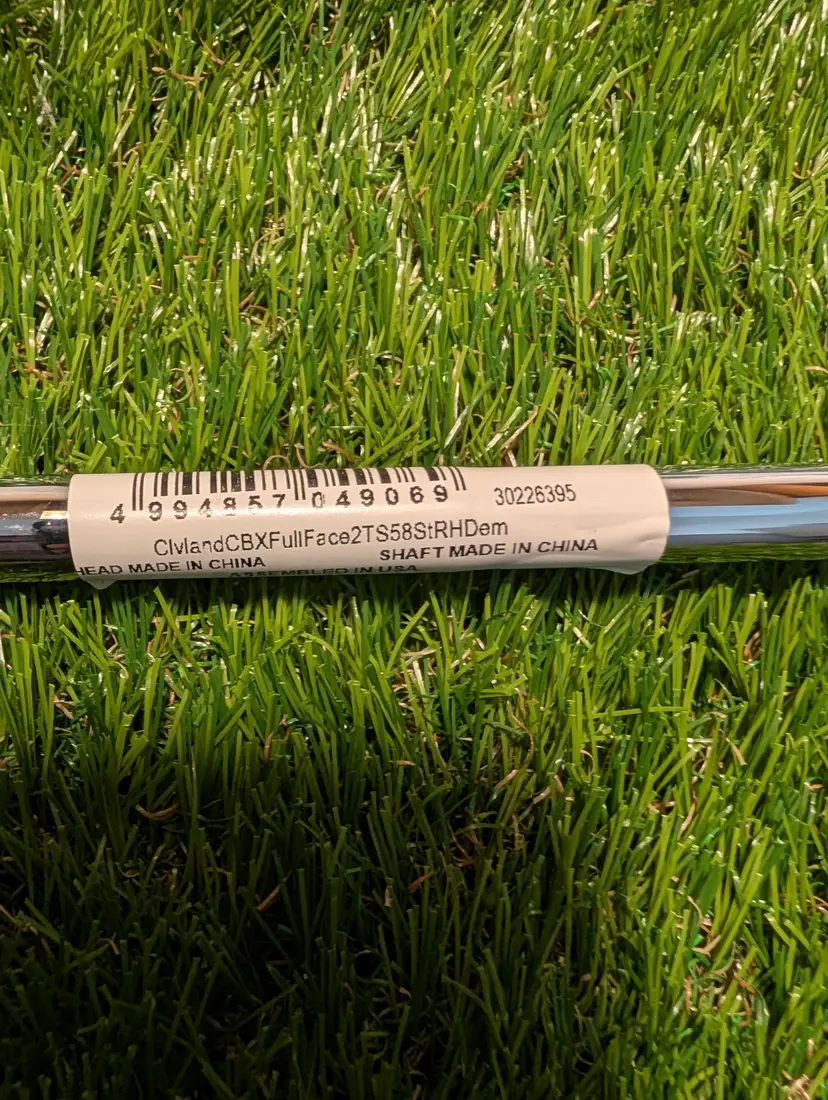 4 994857 049069 30226395
ClvlandCBXFullFace2TS58StRHDem
HEAD MADE IN CHINA SHAFT MADE IN CHINA
ASSEMBLED IN USA